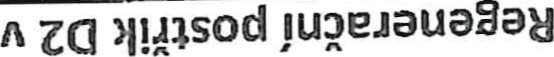 Regenerační postřik D2 v